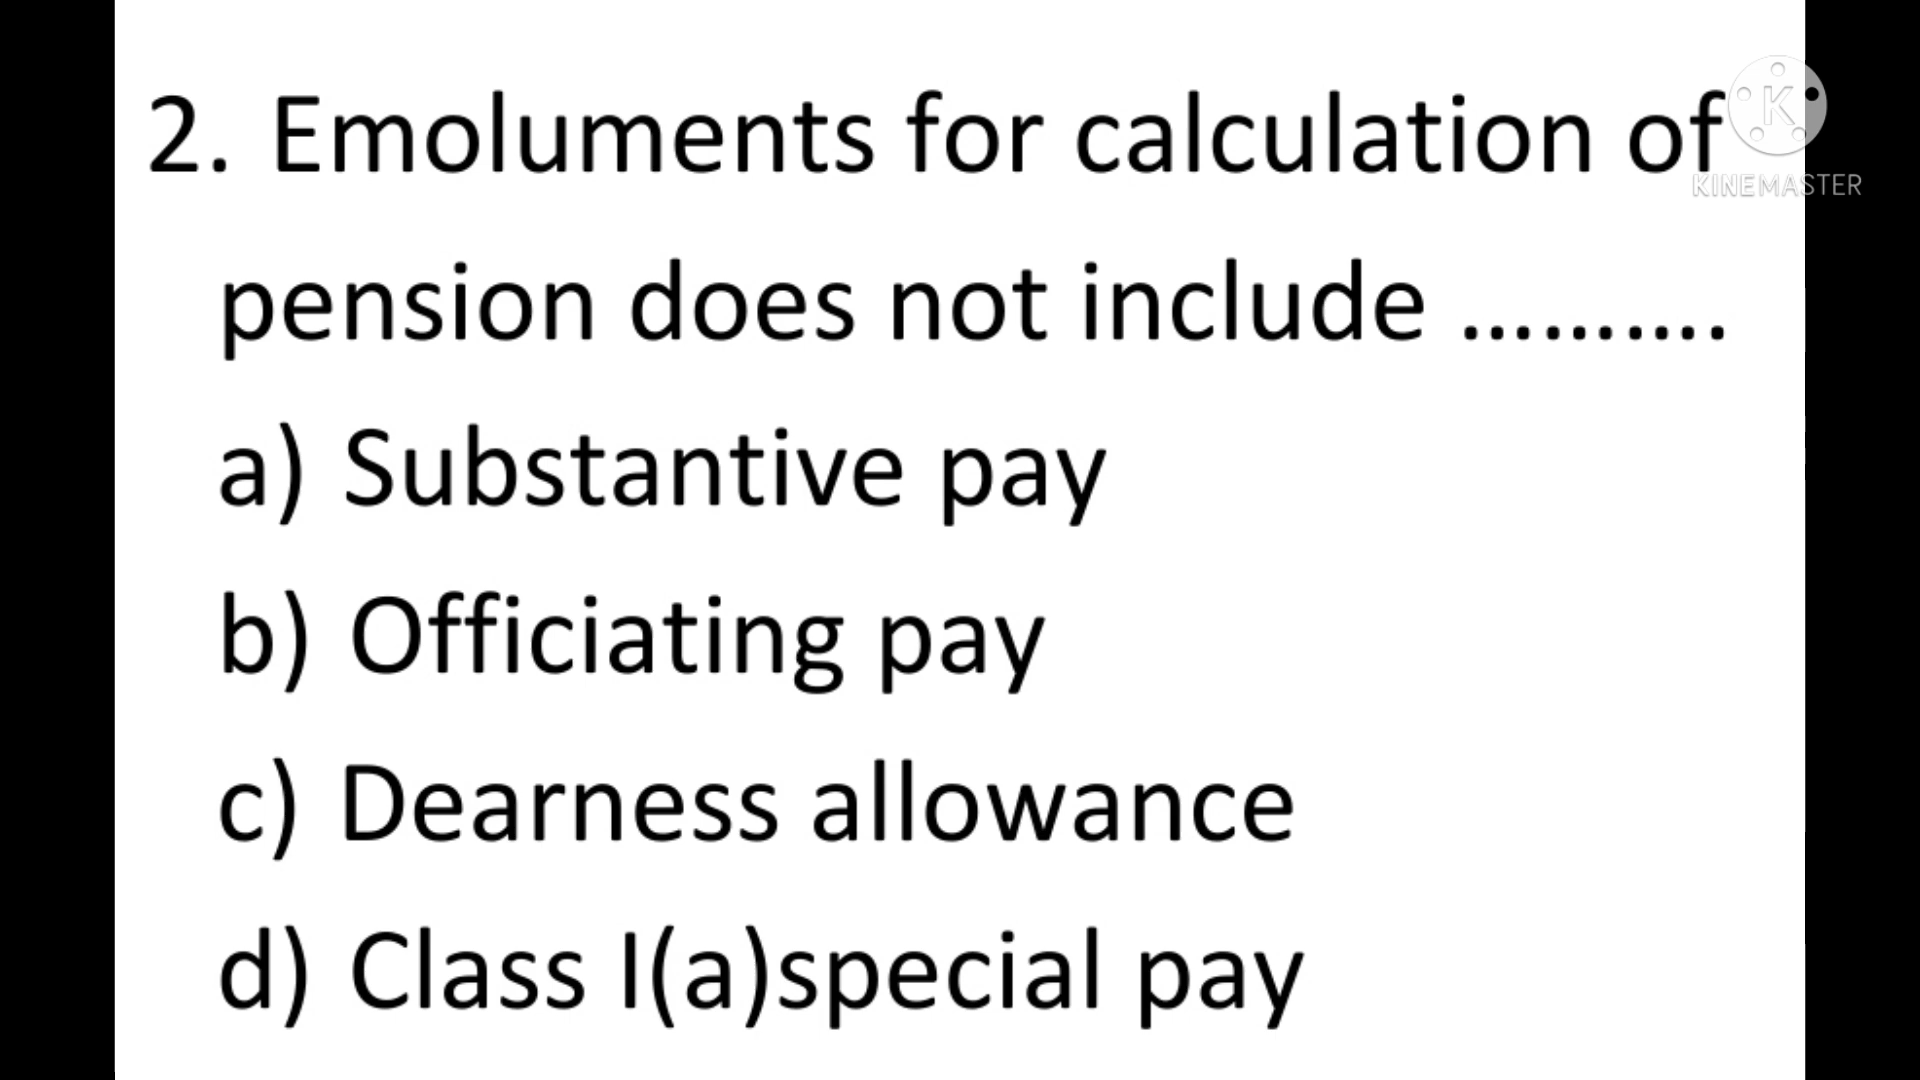 2. Emoluments for calculation of
K
KINEMASTER
pension does not include ..........
a) Substantive pay
b) Officiating pay
c) Dearness allowance
d) Class I(a)special pay